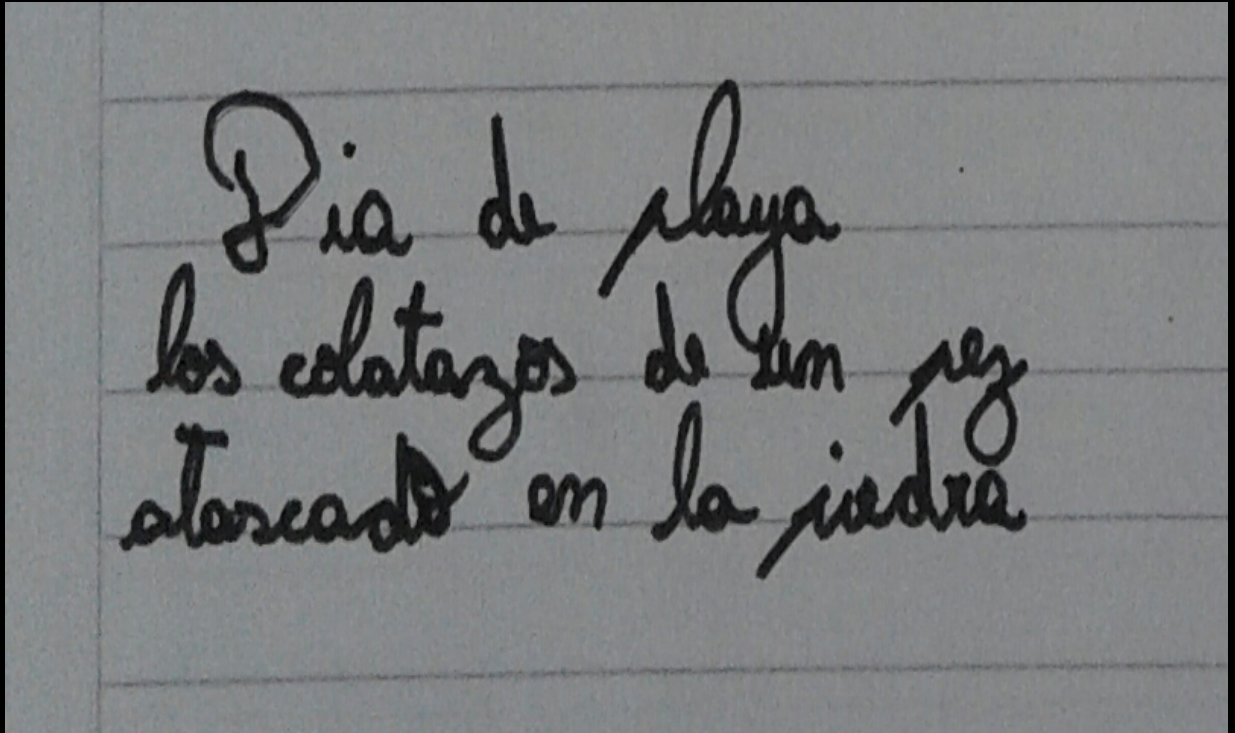 Dia de playa
los colatazos de un pez
atascado en la piedra